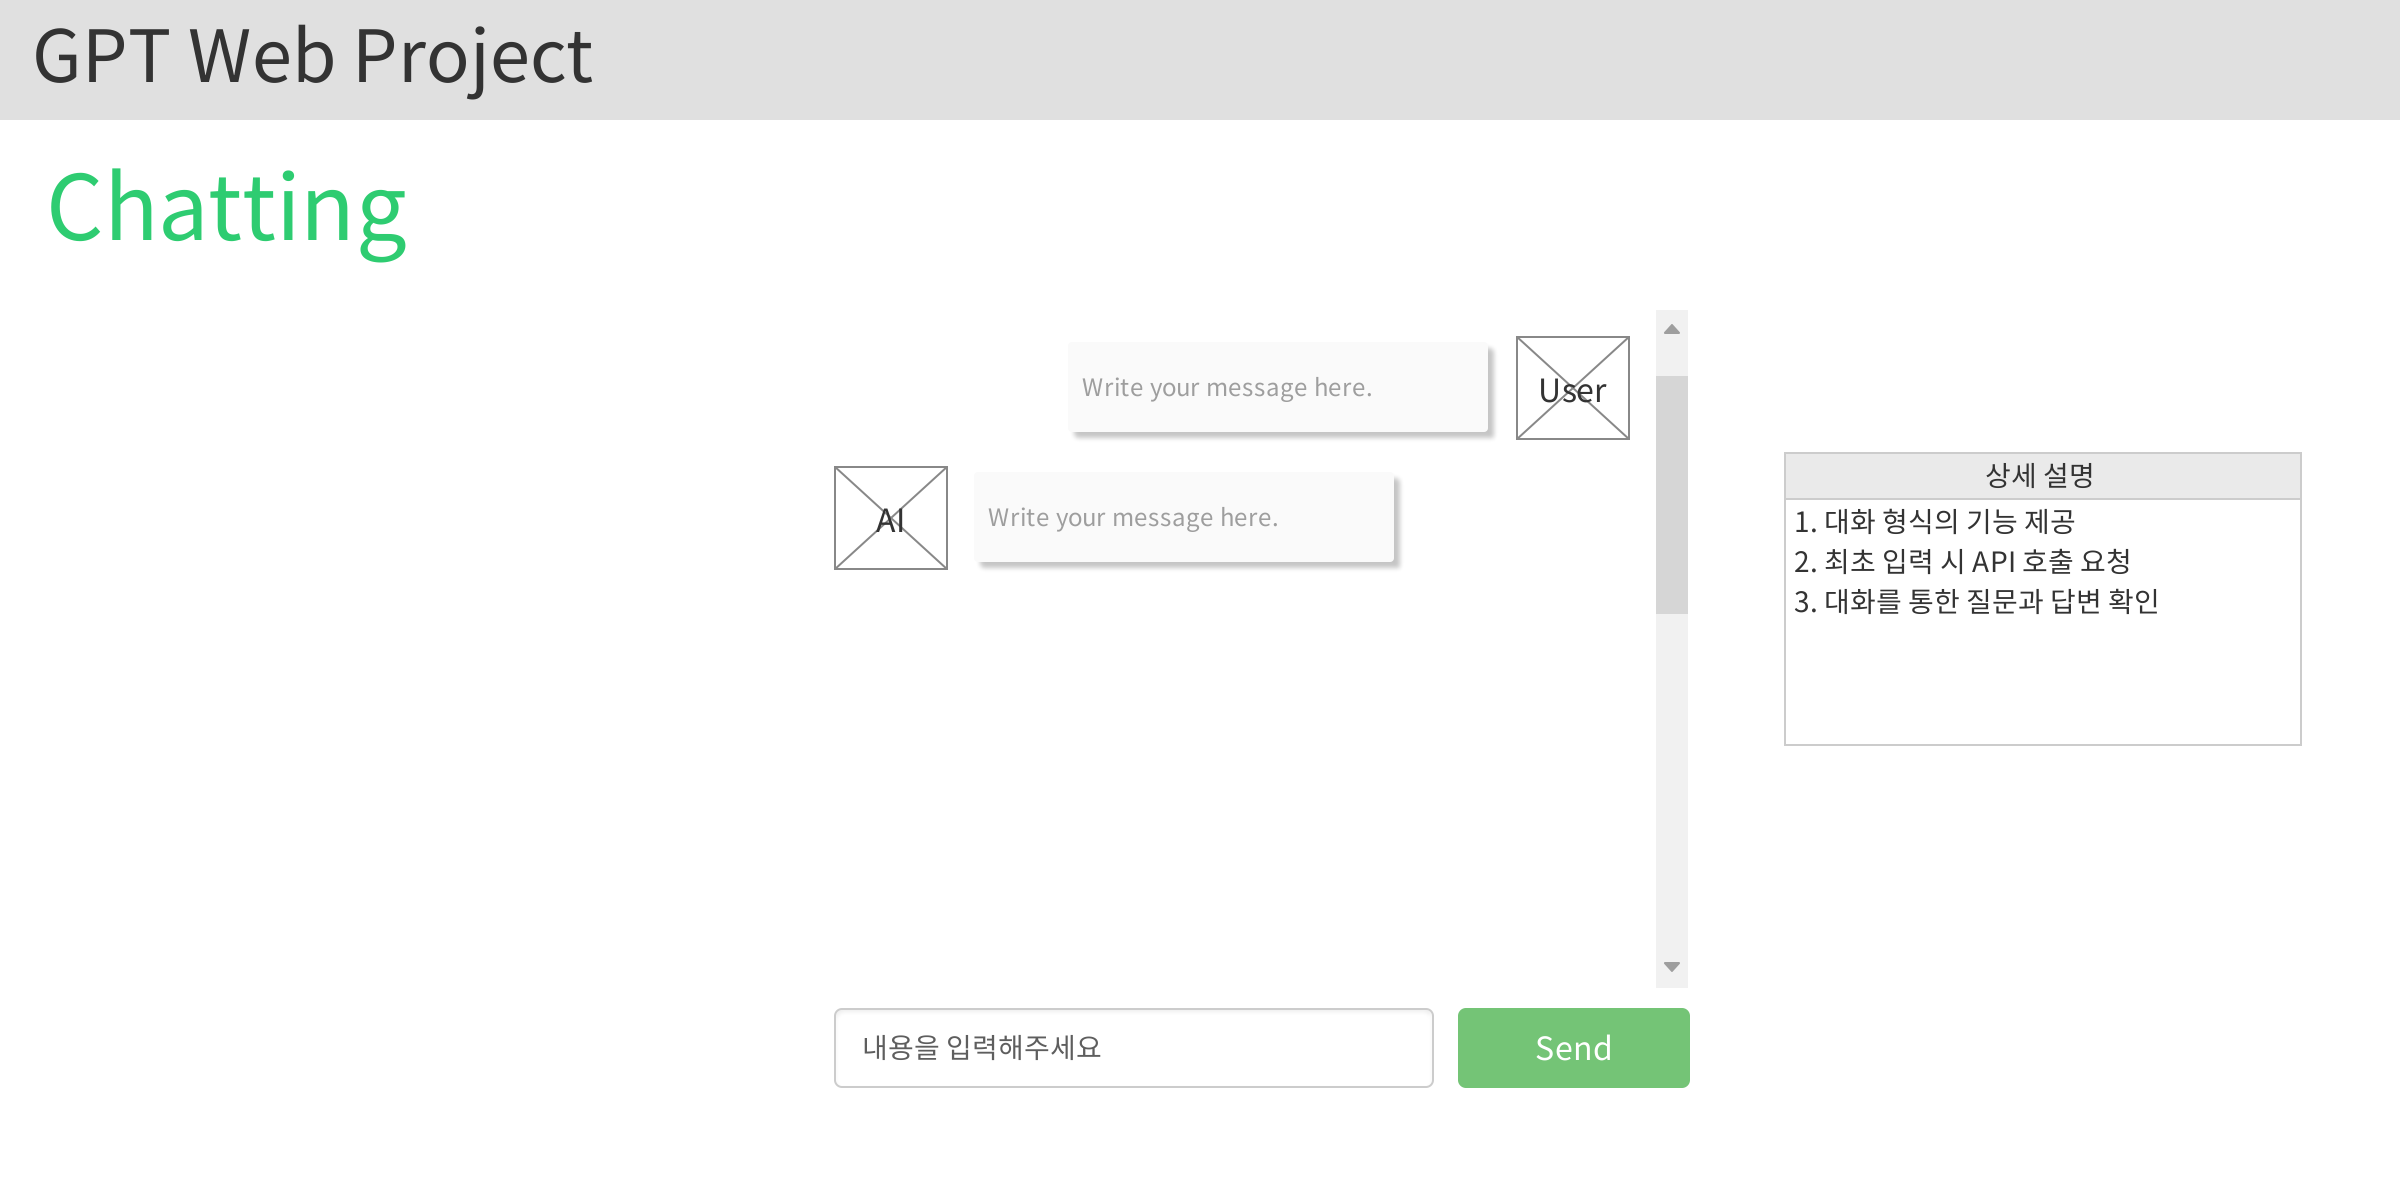 GPT Web Project
Chatting
Write your message here.
User
AI
Write your message here.
상세 설명
1. 대화 형식의 기능 제공
2. 최초 입력 시 API 호출 요청
3. 대화를 통한 질문과 답변 확인
내용을 입력해주세요
Send